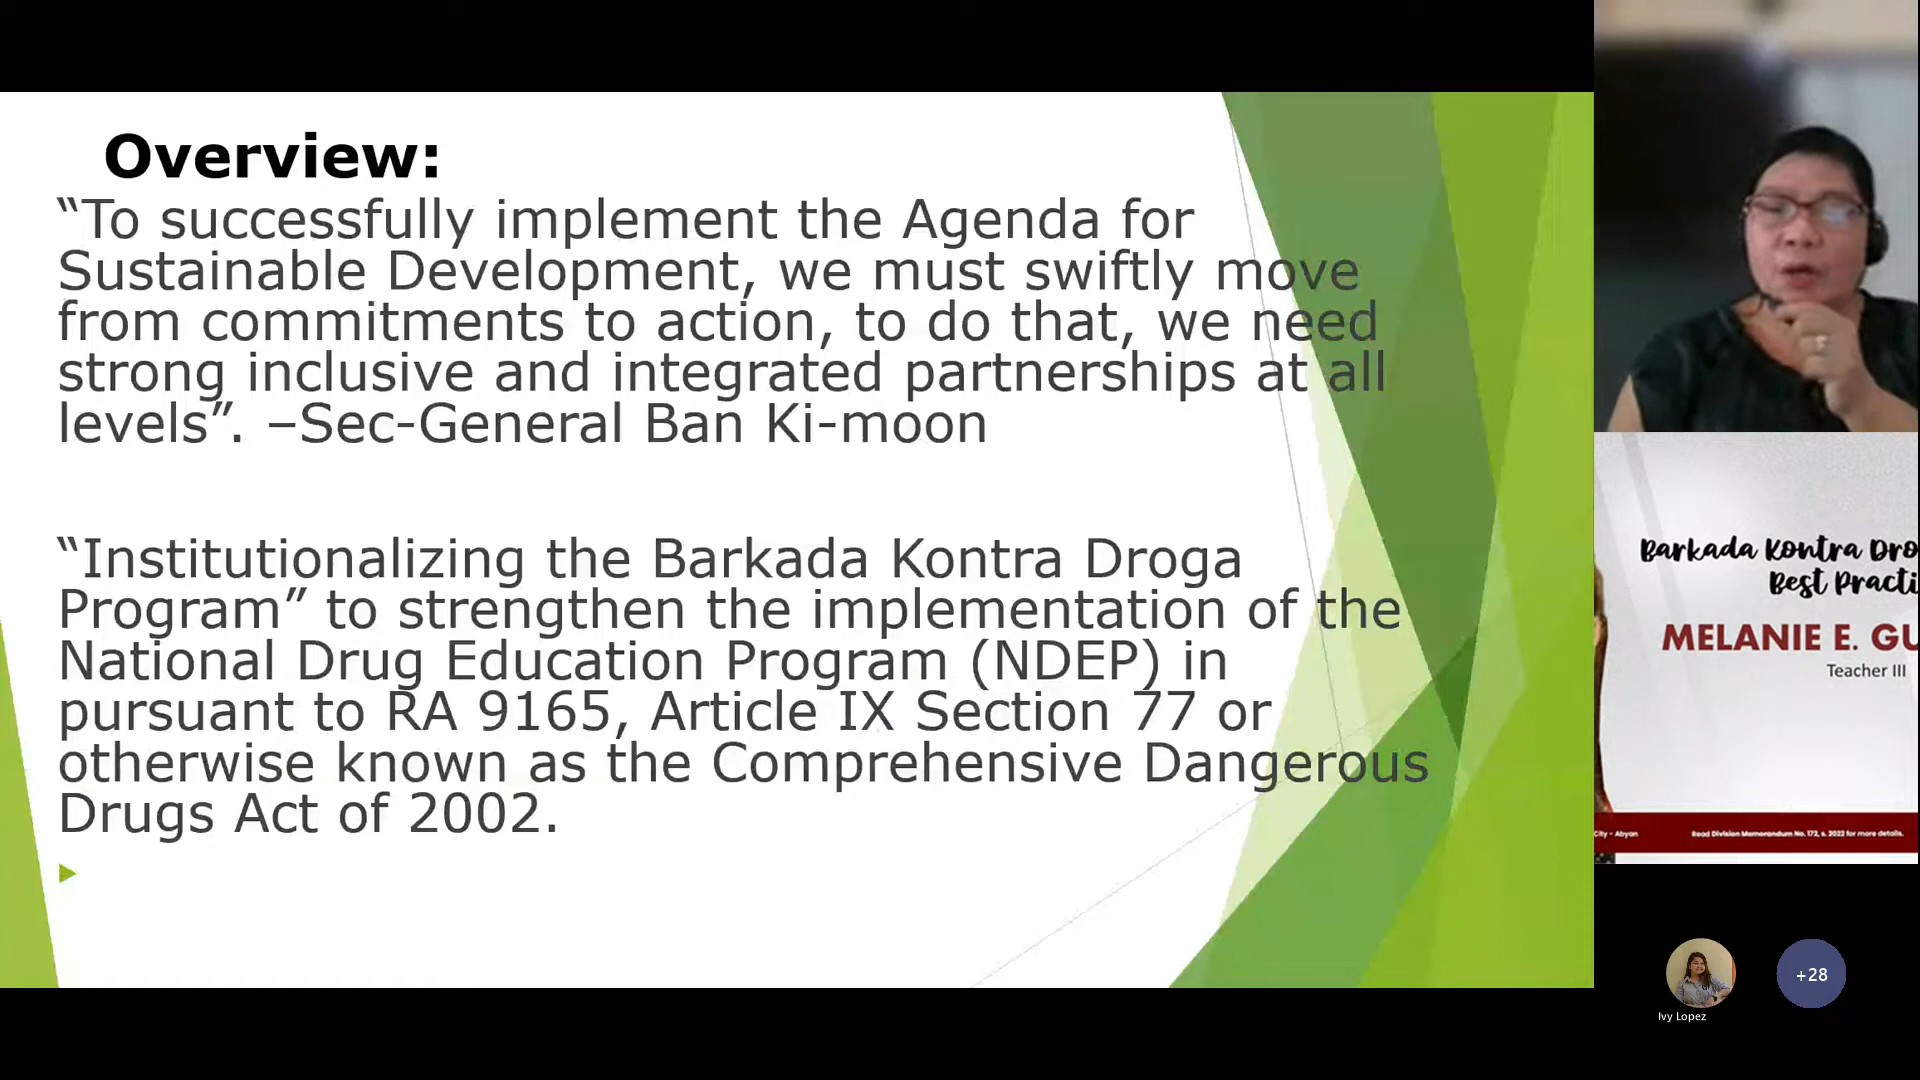 Overview:
“To successfully implement the Agenda for
Sustainable Development, we must swiftly move
from commitments to action, to do that, we need
strong inclusive and integrated partnerships at all
levels”. –Sec-General Ban Ki-moon
“Institutionalizing the Barkada Kontra Droga
Program” to strengthen the implementation of the
National Drug Education Program (NDEP) in
pursuant to RA 9165, Article IX Section 77 or
otherwise known as the Comprehensive Dangerous
Drugs Act of 2002.
Barkada Kontra Dro
Best Practi
MELANIE E. GU
Teacher III
City - Abyan
Read Division Memorandum No. 172, s. 2022 for more details.
Ivy Lopez
+28